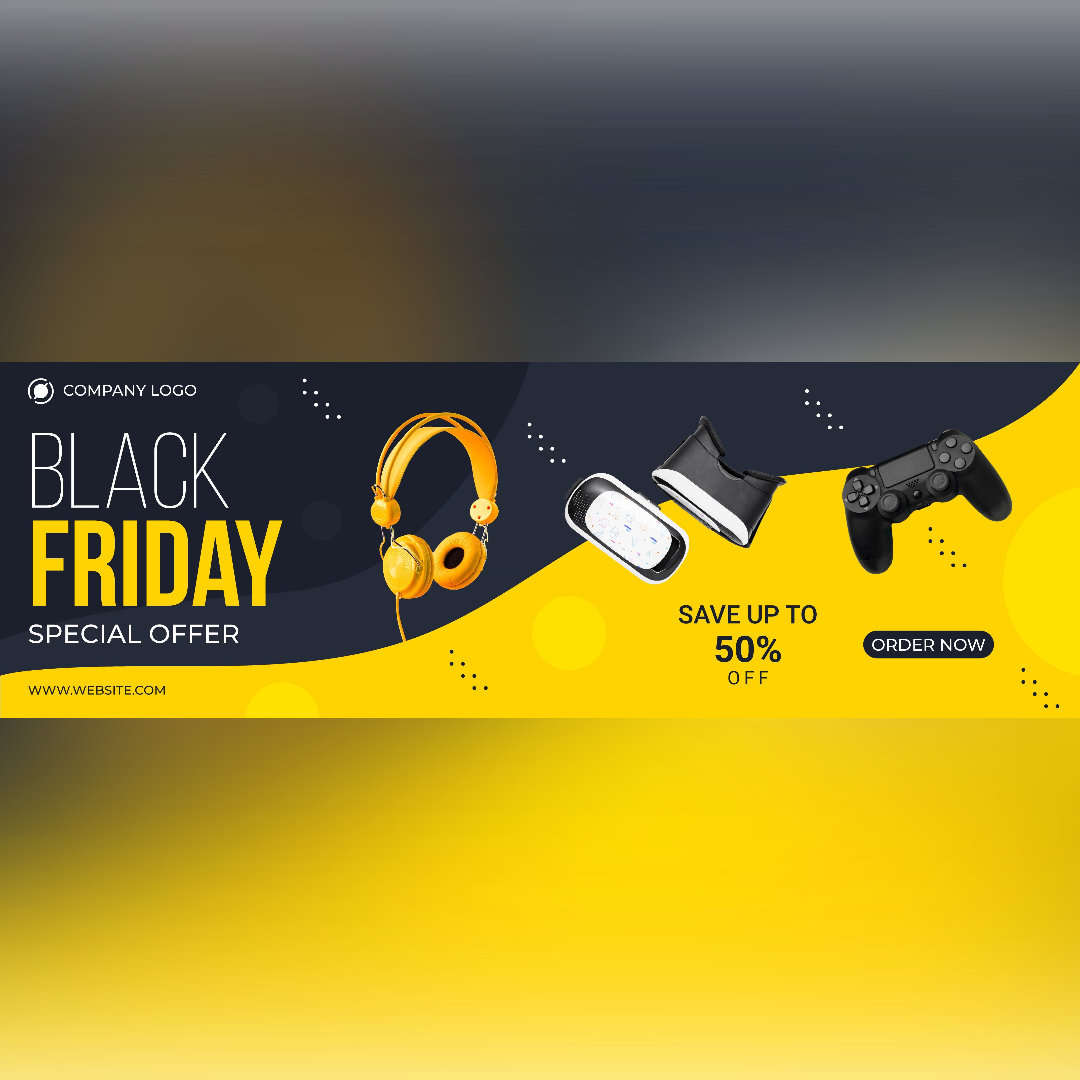 COMPANY LOGO
BLACK
FRIDAY
SPECIAL OFFER
WWW.WEBSITE.COM
SAVE UP TO
50%
OFF
ORDER NOW